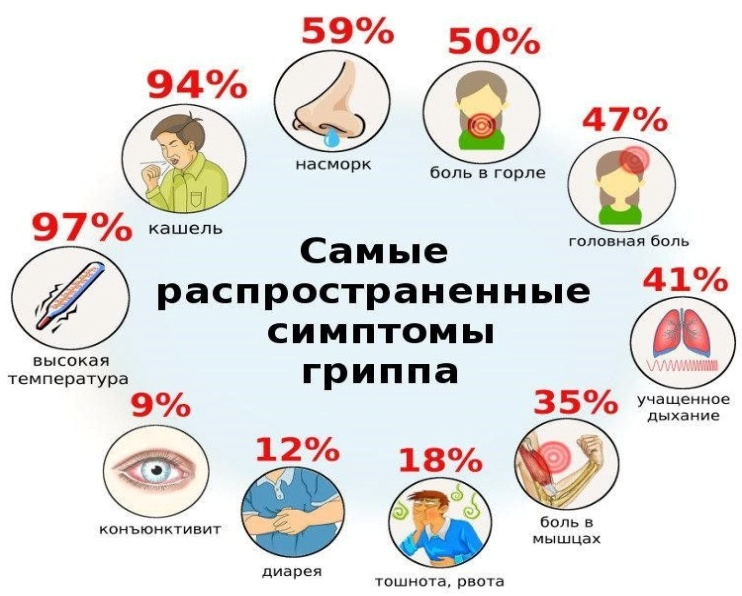 Самые
распространенные
симптомы
гриппа
97%
высокая
температура
94%
кашель
59%
насморк
50%
боль в горле
47%
головная боль
41%
учащенное
дыхание
35%
боль в
мышцах
18%
тошнота, рвота
12%
диарея
9%
конъюнктивит